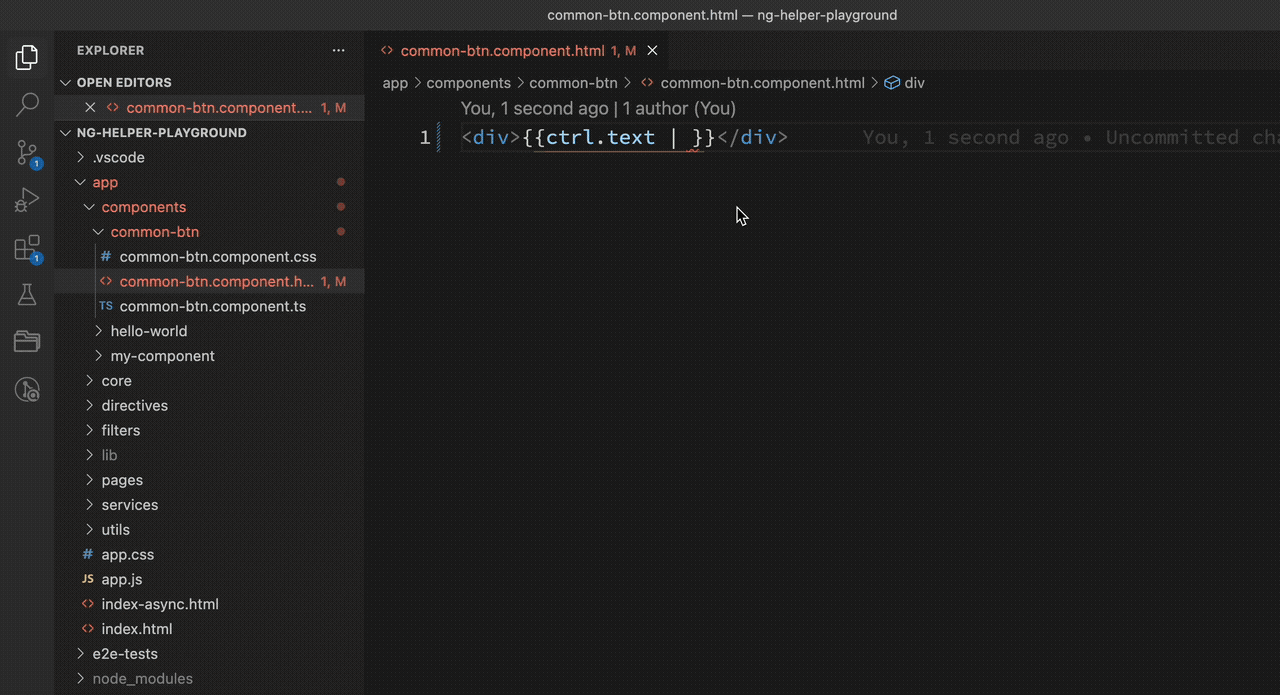 common-btn.component.html — ng-helper-playground
EXPLORER
OPEN EDITORS
common-btn.component.... 1, M
NG-HELPER-PLAYGROUND
.vscode
app
components
common-btn
# common-btn.component.css
<> common-btn.component.h... 1, M
TS common-btn.component.ts
hello-world
my-component
core
directives
filters
lib
pages
services
utils
# app.css
JS app.js
<> index-async.html
<> index.html
e2e-tests
node_modules
1
1
<> common-btn.component.html 1, M
app > components > common-btn > <> common-btn.component.html > div
You, 1 second ago | 1 author (You)
1 <div>{{ctrl.text | }}</div> You, 1 second ago • Uncommitted cha